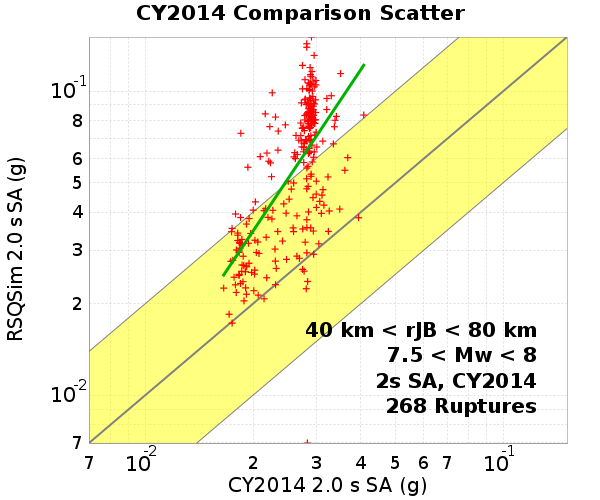 CY2014 Comparison Scatter
RSQSim 2.0 s SA (g)
10⁻¹
8
6
5
4
3
2
10⁻²
7
40 km < rJB < 80 km
7.5 < Mw < 8
2s SA, CY2014
268 Ruptures
7 10⁻² 2 3 4 5 6 7 10⁻¹
CY2014 2.0 s SA (g)